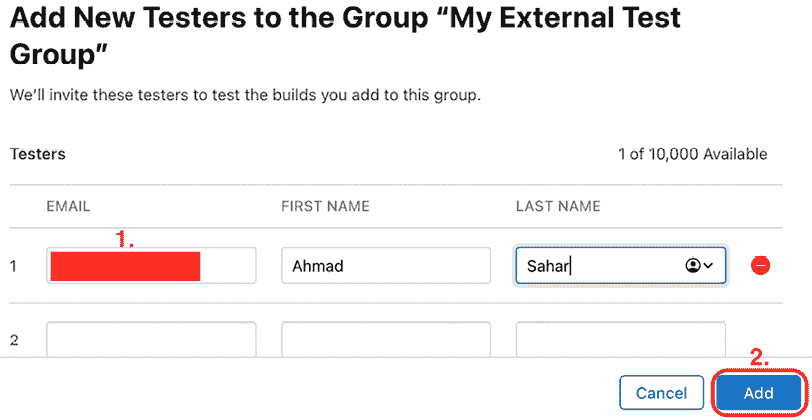 Add New Testers to the Group “My External Test
Group”
We’ll invite these testers to test the builds you add to this group.
Testers 1 of 10,000 Available
EMAIL FIRST NAME LAST NAME
1.
1 Ahmad Sahar
2
2.
Cancel Add